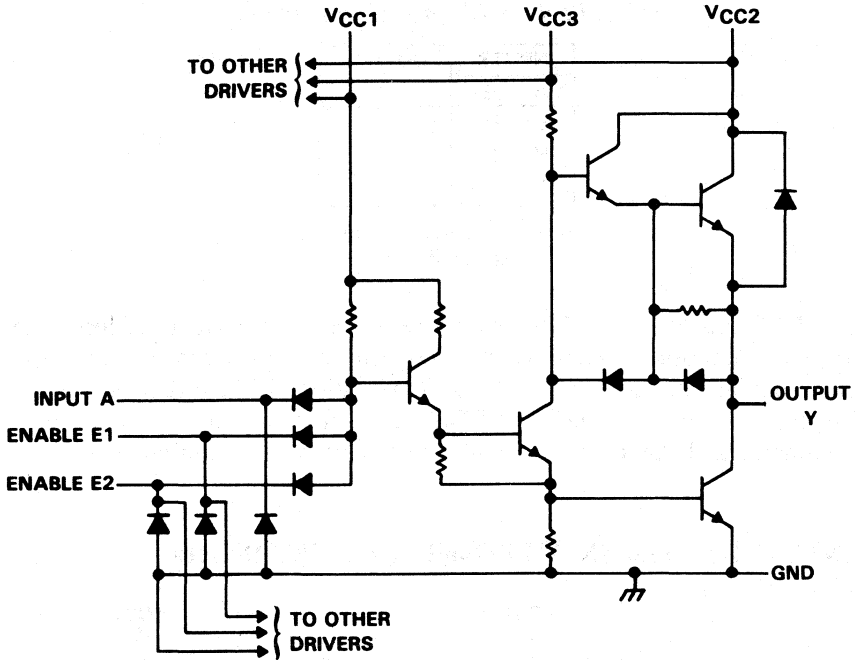 VCC1
VCC3
VCC2
TO OTHER
DRIVERS
INPUT A
ENABLE E1
ENABLE E2
OUTPUT
Y
GND
TO OTHER
DRIVERS